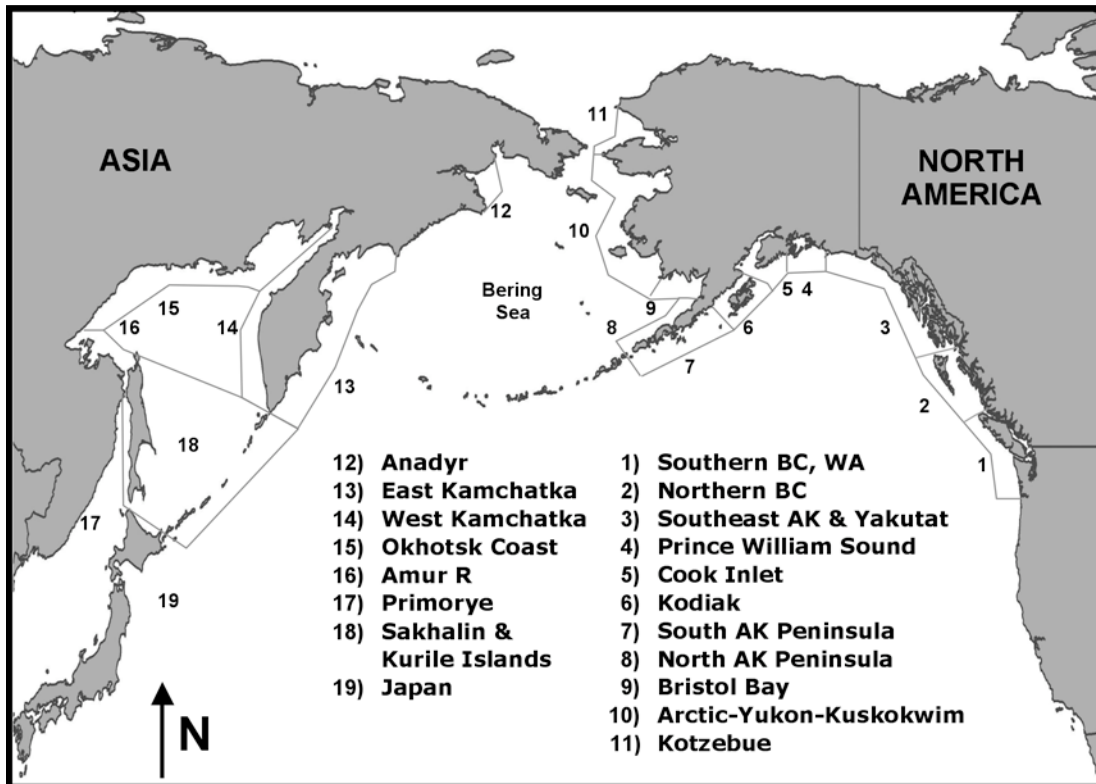 ASIA
NORTH
AMERICA
11
12
10
Bering
Sea
15
16
14
13
9
8
7
6
5 4
3
2
1
18
17
19
12) Anadyr
13) East Kamchatka
14) West Kamchatka
15) Okhotsk Coast
16) Amur R
17) Primorye
18) Sakhalin &
Kurile Islands
19) Japan
1) Southern BC, WA
2) Northern BC
3) Southeast AK & Yakutat
4) Prince William Sound
5) Cook Inlet
6) Kodiak
7) South AK Peninsula
8) North AK Peninsula
9) Bristol Bay
10) Arctic-Yukon-Kuskokwim
11) Kotzebue
N